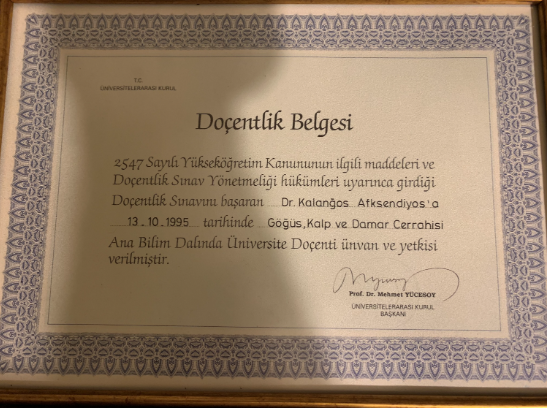 T.C.
ÜNİVERSİTELERARASI KURUL
Doçentlik Belgesi
2547 Sayılı Yükseköğretim Kanununun ilgili maddeleri ve
Doçentlik Sınav Yönetmeliği hükümleri uyarınca girdiği
Doçentlik Sınavını başaran Dr. Kalanğos Afksendiyos'a
13-10-1995 tarihinde Göğüs, Kalp ve Damar Cerrahisi
Ana Bilim Dalında Üniversite Doçenti ünvan ve yetkisi
verilmiştir.
Prof. Dr. Mehmet YÜCESOY
ÜNİVERSİTELERARASI KURUL
BAŞKANI